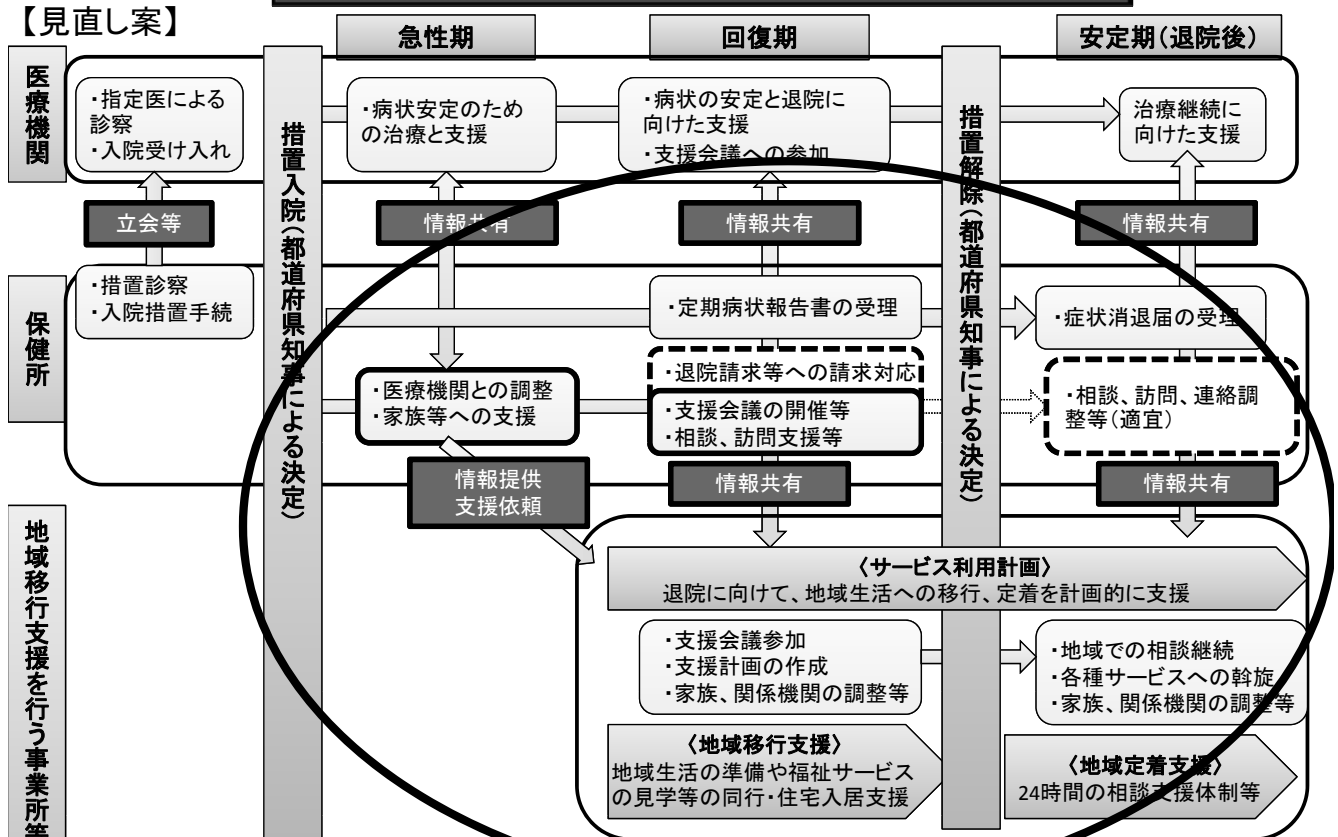 【見直し案】
急性期
回復期
安定期(退院後)
医療機関
・指定医による
診察
・入院受け入れ
措置入院(都道府県知事による決定)
・病状安定のため
の治療と支援
・病状の安定と退院に
向けた支援
・支援会議への参加
措置解除(都道府県知事による決定)
治療継続に
向けた支援
立会等
情報共有
情報共有
情報共有
保健所
・措置診察
・入院措置手続
・定期病状報告書の受理
・症状消退届の受理
・医療機関との調整
・家族等への支援
・退院請求等への請求対応
・支援会議の開催等
・相談、訪問支援等
・相談、訪問、連絡調
整等(適宜)
情報提供
支援依頼
情報共有
情報共有
地域移行支援を行う事業所等
〈サービス利用計画〉
退院に向けて、地域生活への移行、定着を計画的に支援
・支援会議参加
・支援計画の作成
・家族、関係機関の調整等
・地域での相談継続
・各種サービスへの斡旋
・家族、関係機関の調整等
〈地域移行支援〉
地域生活の準備や福祉サービス
の見学等の同行・住宅入居支援
〈地域定着支援〉
24時間の相談支援体制等